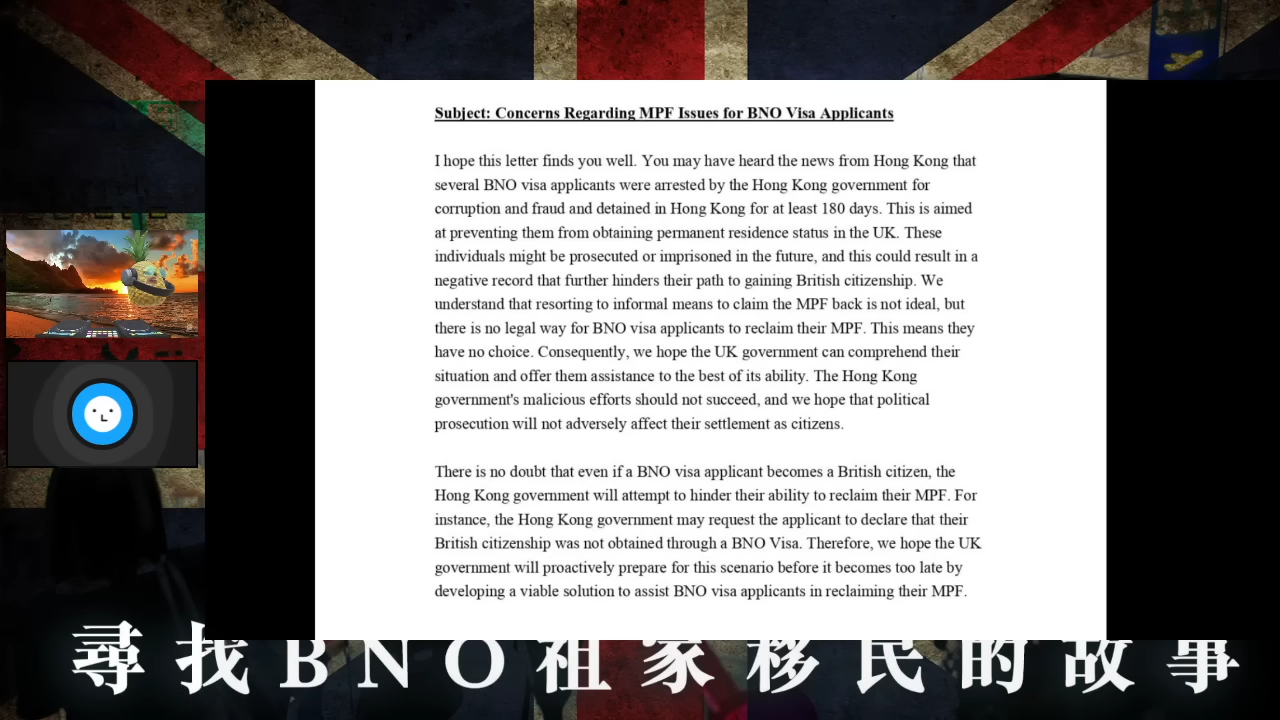 Subject: Concerns Regarding MPF Issues for BNO Visa Applicants
I hope this letter finds you well. You may have heard the news from Hong Kong that
several BNO visa applicants were arrested by the Hong Kong government for
corruption and fraud and detained in Hong Kong for at least 180 days. This is aimed
at preventing them from obtaining permanent residence status in the UK. These
individuals might be prosecuted or imprisoned in the future, and this could result in a
negative record that further hinders their path to gaining British citizenship. We
understand that resorting to informal means to claim the MPF back is not ideal, but
there is no legal way for BNO visa applicants to reclaim their MPF. This means they
have no choice. Consequently, we hope the UK government can comprehend their
situation and offer them assistance to the best of its ability. The Hong Kong
government's malicious efforts should not succeed, and we hope that political
prosecution will not adversely affect their settlement as citizens.
There is no doubt that even if a BNO visa applicant becomes a British citizen, the
Hong Kong government will attempt to hinder their ability to reclaim their MPF. For
instance, the Hong Kong government may request the applicant to declare that their
British citizenship was not obtained through a BNO Visa. Therefore, we hope the UK
government will proactively prepare for this scenario before it becomes too late by
developing a viable solution to assist BNO visa applicants in reclaiming their MPF.
尋找BNO祖家移民的故事